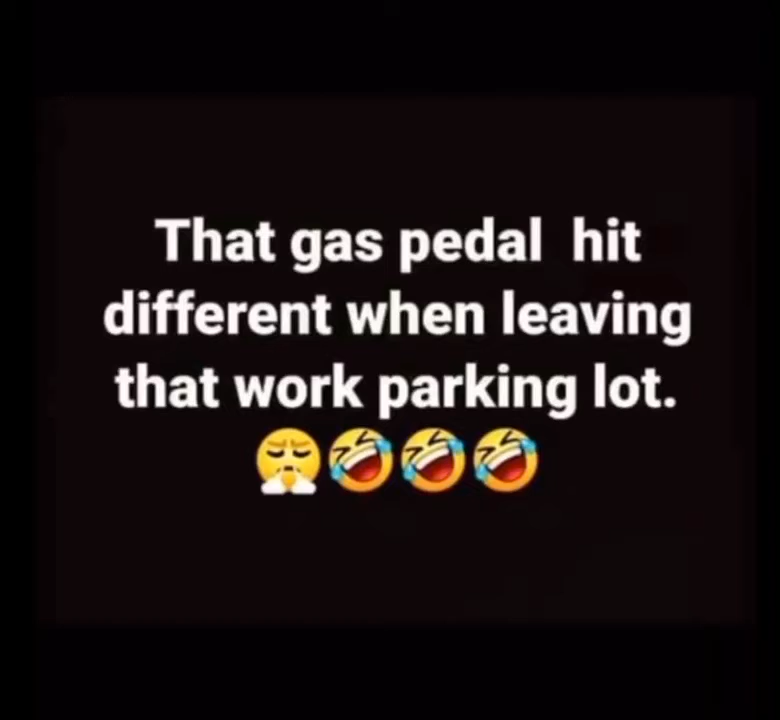 That gas pedal  hit
different when leaving
that work parking lot.
😤🤣🤣🤣